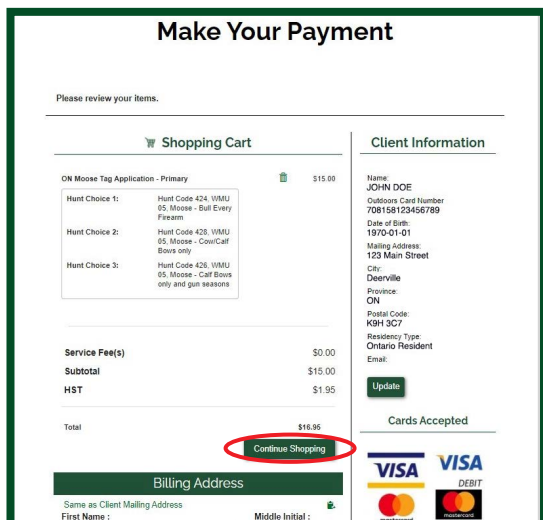 Make Your Payment
Please review your items.
Shopping Cart
ON Moose Tag Application - Primary $15.00
Hunt Choice 1: Hunt Code 424, WMU
05, Moose - Bull Every
Firearm
Hunt Choice 2: Hunt Code 428, WMU
05, Moose - Cow/Calf
Bows only
Hunt Choice 3: Hunt Code 426, WMU
05, Moose - Calf Bows
only and gun seasons
Service Fee(s) $0.00
Subtotal $15.00
HST $1.95
Total $16.95
Continue Shopping
Billing Address
Same as Client Mailing Address
First Name : Middle Initial :
Client Information
Name:
JOHN DOE
Outdoors Card Number
708158123456789
Date of Birth:
1970-01-01
Mailing Address:
123 Main Street
City:
Deerville
Province:
ON
Postal Code:
K9H 3C7
Residency Type:
Ontario Resident
Email:
Update
Cards Accepted
VISA VISA
DEBIT
mastercard mastercard